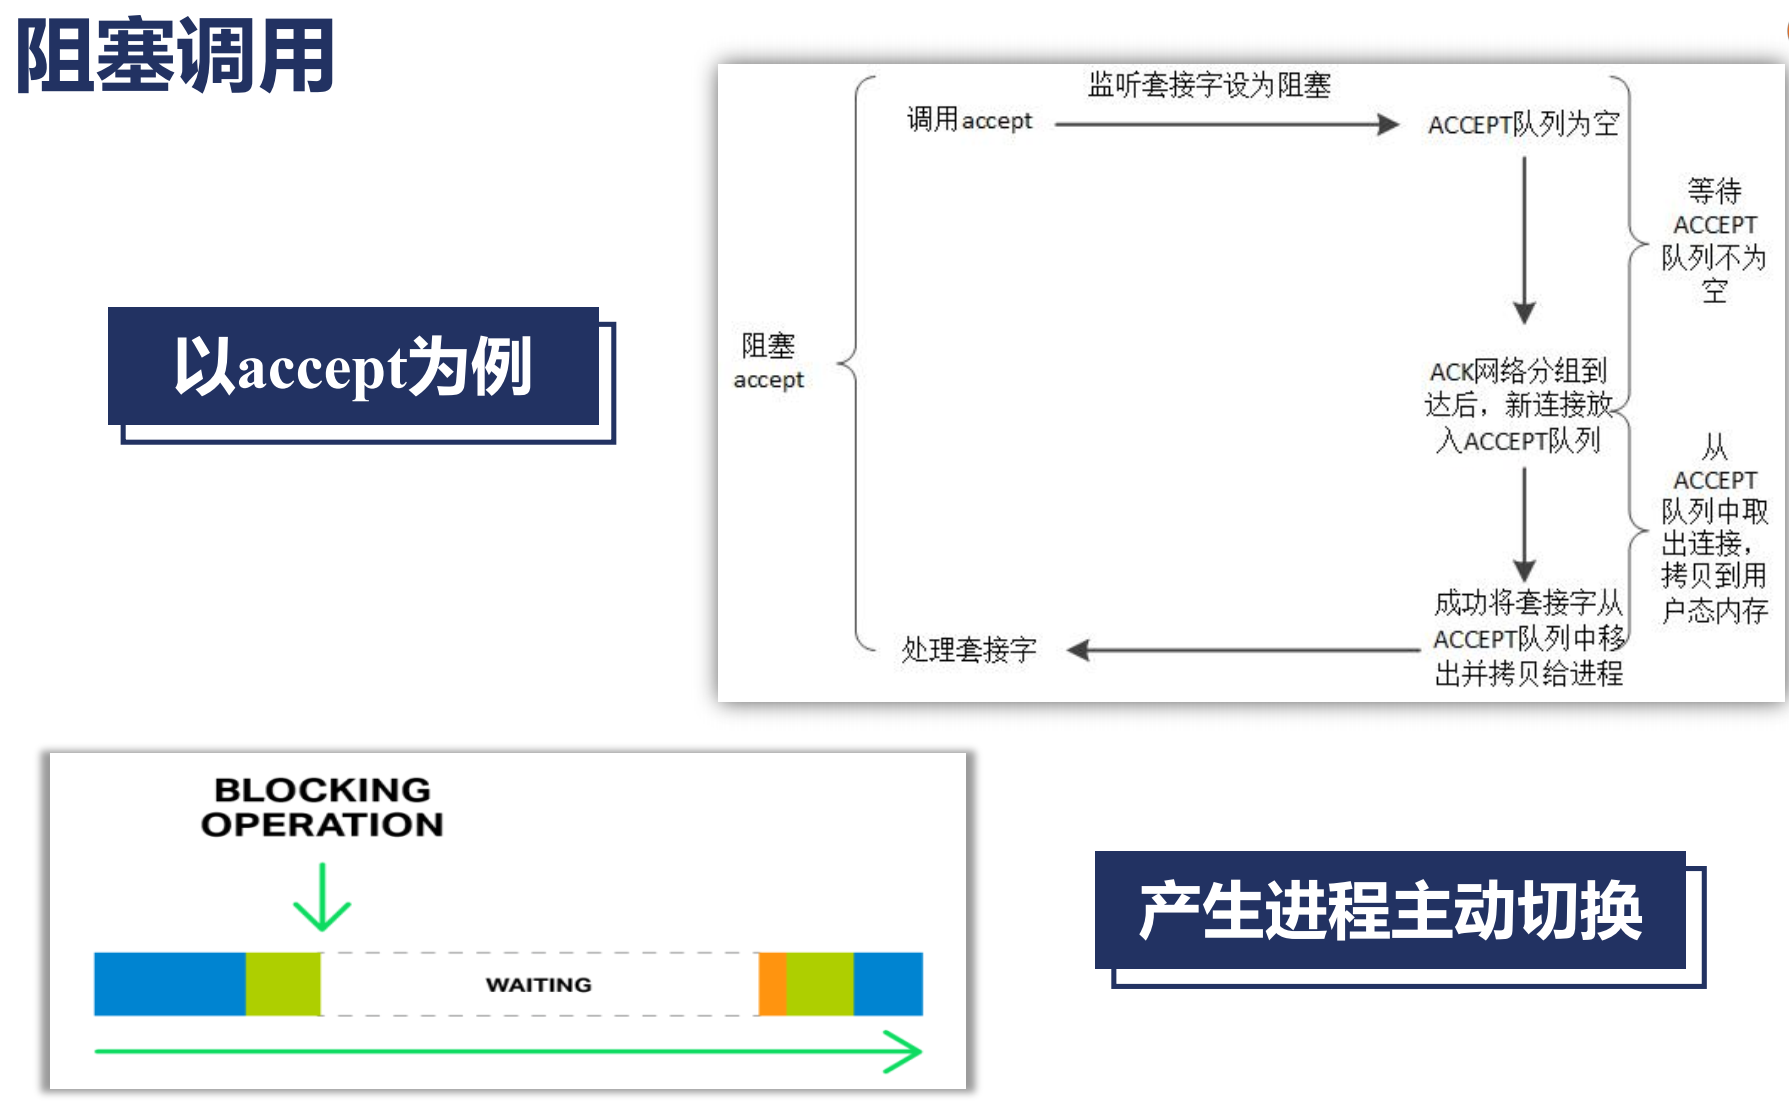 阻塞调用
监听套接字设为阻塞
调用accept
ACCEPT队列为空
等待
ACCEPT
队列不为
空
以accept为例
阻塞
accept
ACK网络分组到
达后，新连接放
入ACCEPT队列
从
ACCEPT
队列中取
出连接，
拷贝到用
户态内存
成功将套接字从
ACCEPT队列中移
出并拷贝给进程
处理套接字
BLOCKING
OPERATION
WAITING
产生进程主动切换